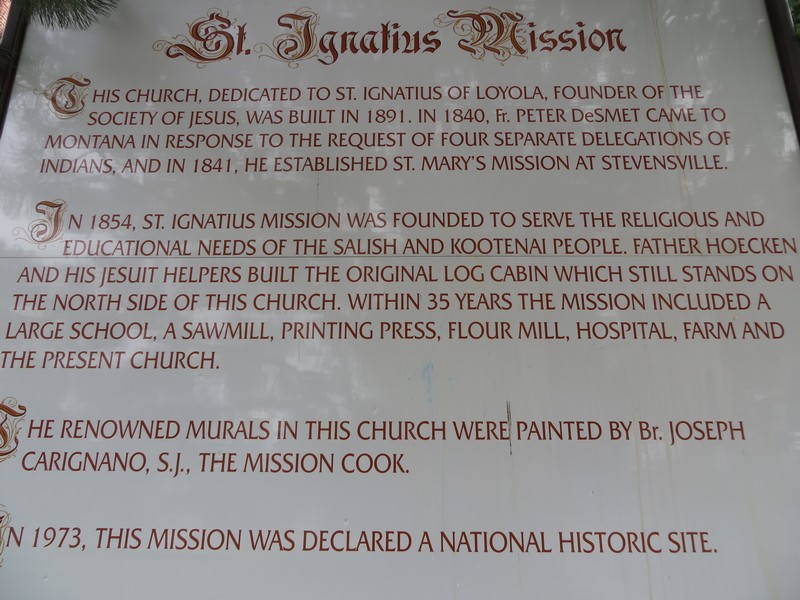 St. Ignatius Mission
THIS CHURCH, DEDICATED TO ST. IGNATIUS OF LOYOLA, FOUNDER OF THE
SOCIETY OF JESUS, WAS BUILT IN 1891. IN 1840, Fr. PETER DeSMET CAME TO
MONTANA IN RESPONSE TO THE REQUEST OF FOUR SEPARATE DELEGATIONS OF
INDIANS, AND IN 1841, HE ESTABLISHED ST. MARY'S MISSION AT STEVENSVILLE.
IN 1854, ST. IGNATIUS MISSION WAS FOUNDED TO SERVE THE RELIGIOUS AND
EDUCATIONAL NEEDS OF THE SALISH AND KOOTENAI PEOPLE. FATHER HOECKEN
AND HIS JESUIT HELPERS BUILT THE ORIGINAL LOG CABIN WHICH STILL STANDS ON
THE NORTH SIDE OF THIS CHURCH. WITHIN 35 YEARS THE MISSION INCLUDED A
LARGE SCHOOL, A SAWMILL, PRINTING PRESS, FLOUR MILL, HOSPITAL, FARM AND
THE PRESENT CHURCH.
THE RENOWNED MURALS IN THIS CHURCH WERE PAINTED BY Br. JOSEPH
CARIGNANO, S.J., THE MISSION COOK.
IN 1973, THIS MISSION WAS DECLARED A NATIONAL HISTORIC SITE.